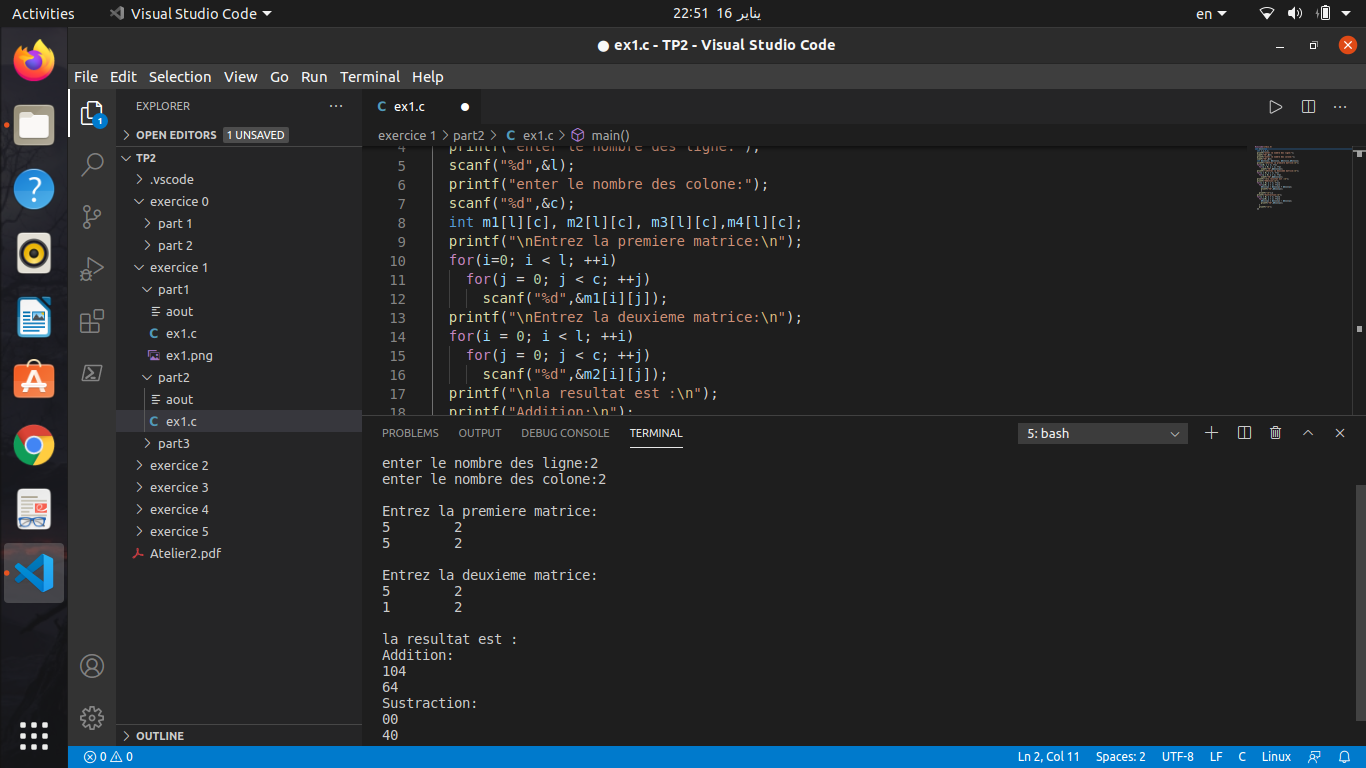 Activities
Visual Studio Code
22:51 16 يناير
en
● ex1.c - TP2 - Visual Studio Code
File Edit Selection View Go Run Terminal Help
1
EXPLORER
OPEN EDITORS 1 UNSAVED
TP2
.vscode
exercice 0
part 1
part 2
exercice 1
part1
aout
C ex1.c
ex1.png
part2
aout
C ex1.c
part3
exercice 2
exercice 3
exercice 4
exercice 5
Atelier2.pdf
OUTLINE
C ex1.c ●
exercice 1 > part2 > C ex1.c > main()
4 printf("enter le nombre des ligne:");
5 scanf("%d",&l);
6 printf("enter le nombre des colone:");
7 scanf("%d",&c);
8 int m1[l][c], m2[l][c], m3[l][c],m4[l][c];
9 printf("\nEntrez la premiere matrice:\n");
10 for(i=0; i < l; ++i)
11 for(j = 0; j < c; ++j)
12 scanf("%d",&m1[i][j]);
13 printf("\nEntrez la deuxieme matrice:\n");
14 for(i = 0; i < l; ++i)
15 for(j = 0; j < c; ++j)
16 scanf("%d",&m2[i][j]);
17 printf("\nla resultat est :\n");
18 printf("Addition:\n");
PROBLEMS OUTPUT DEBUG CONSOLE TERMINAL
5: bash
enter le nombre des ligne:2
enter le nombre des colone:2
Entrez la premiere matrice:
5 2
5 2
Entrez la deuxieme matrice:
5 2
1 2
la resultat est :
Addition:
104
64
Sustraction:
00
40
0 0
Ln 2, Col 11 Spaces: 2 UTF-8 LF C Linux